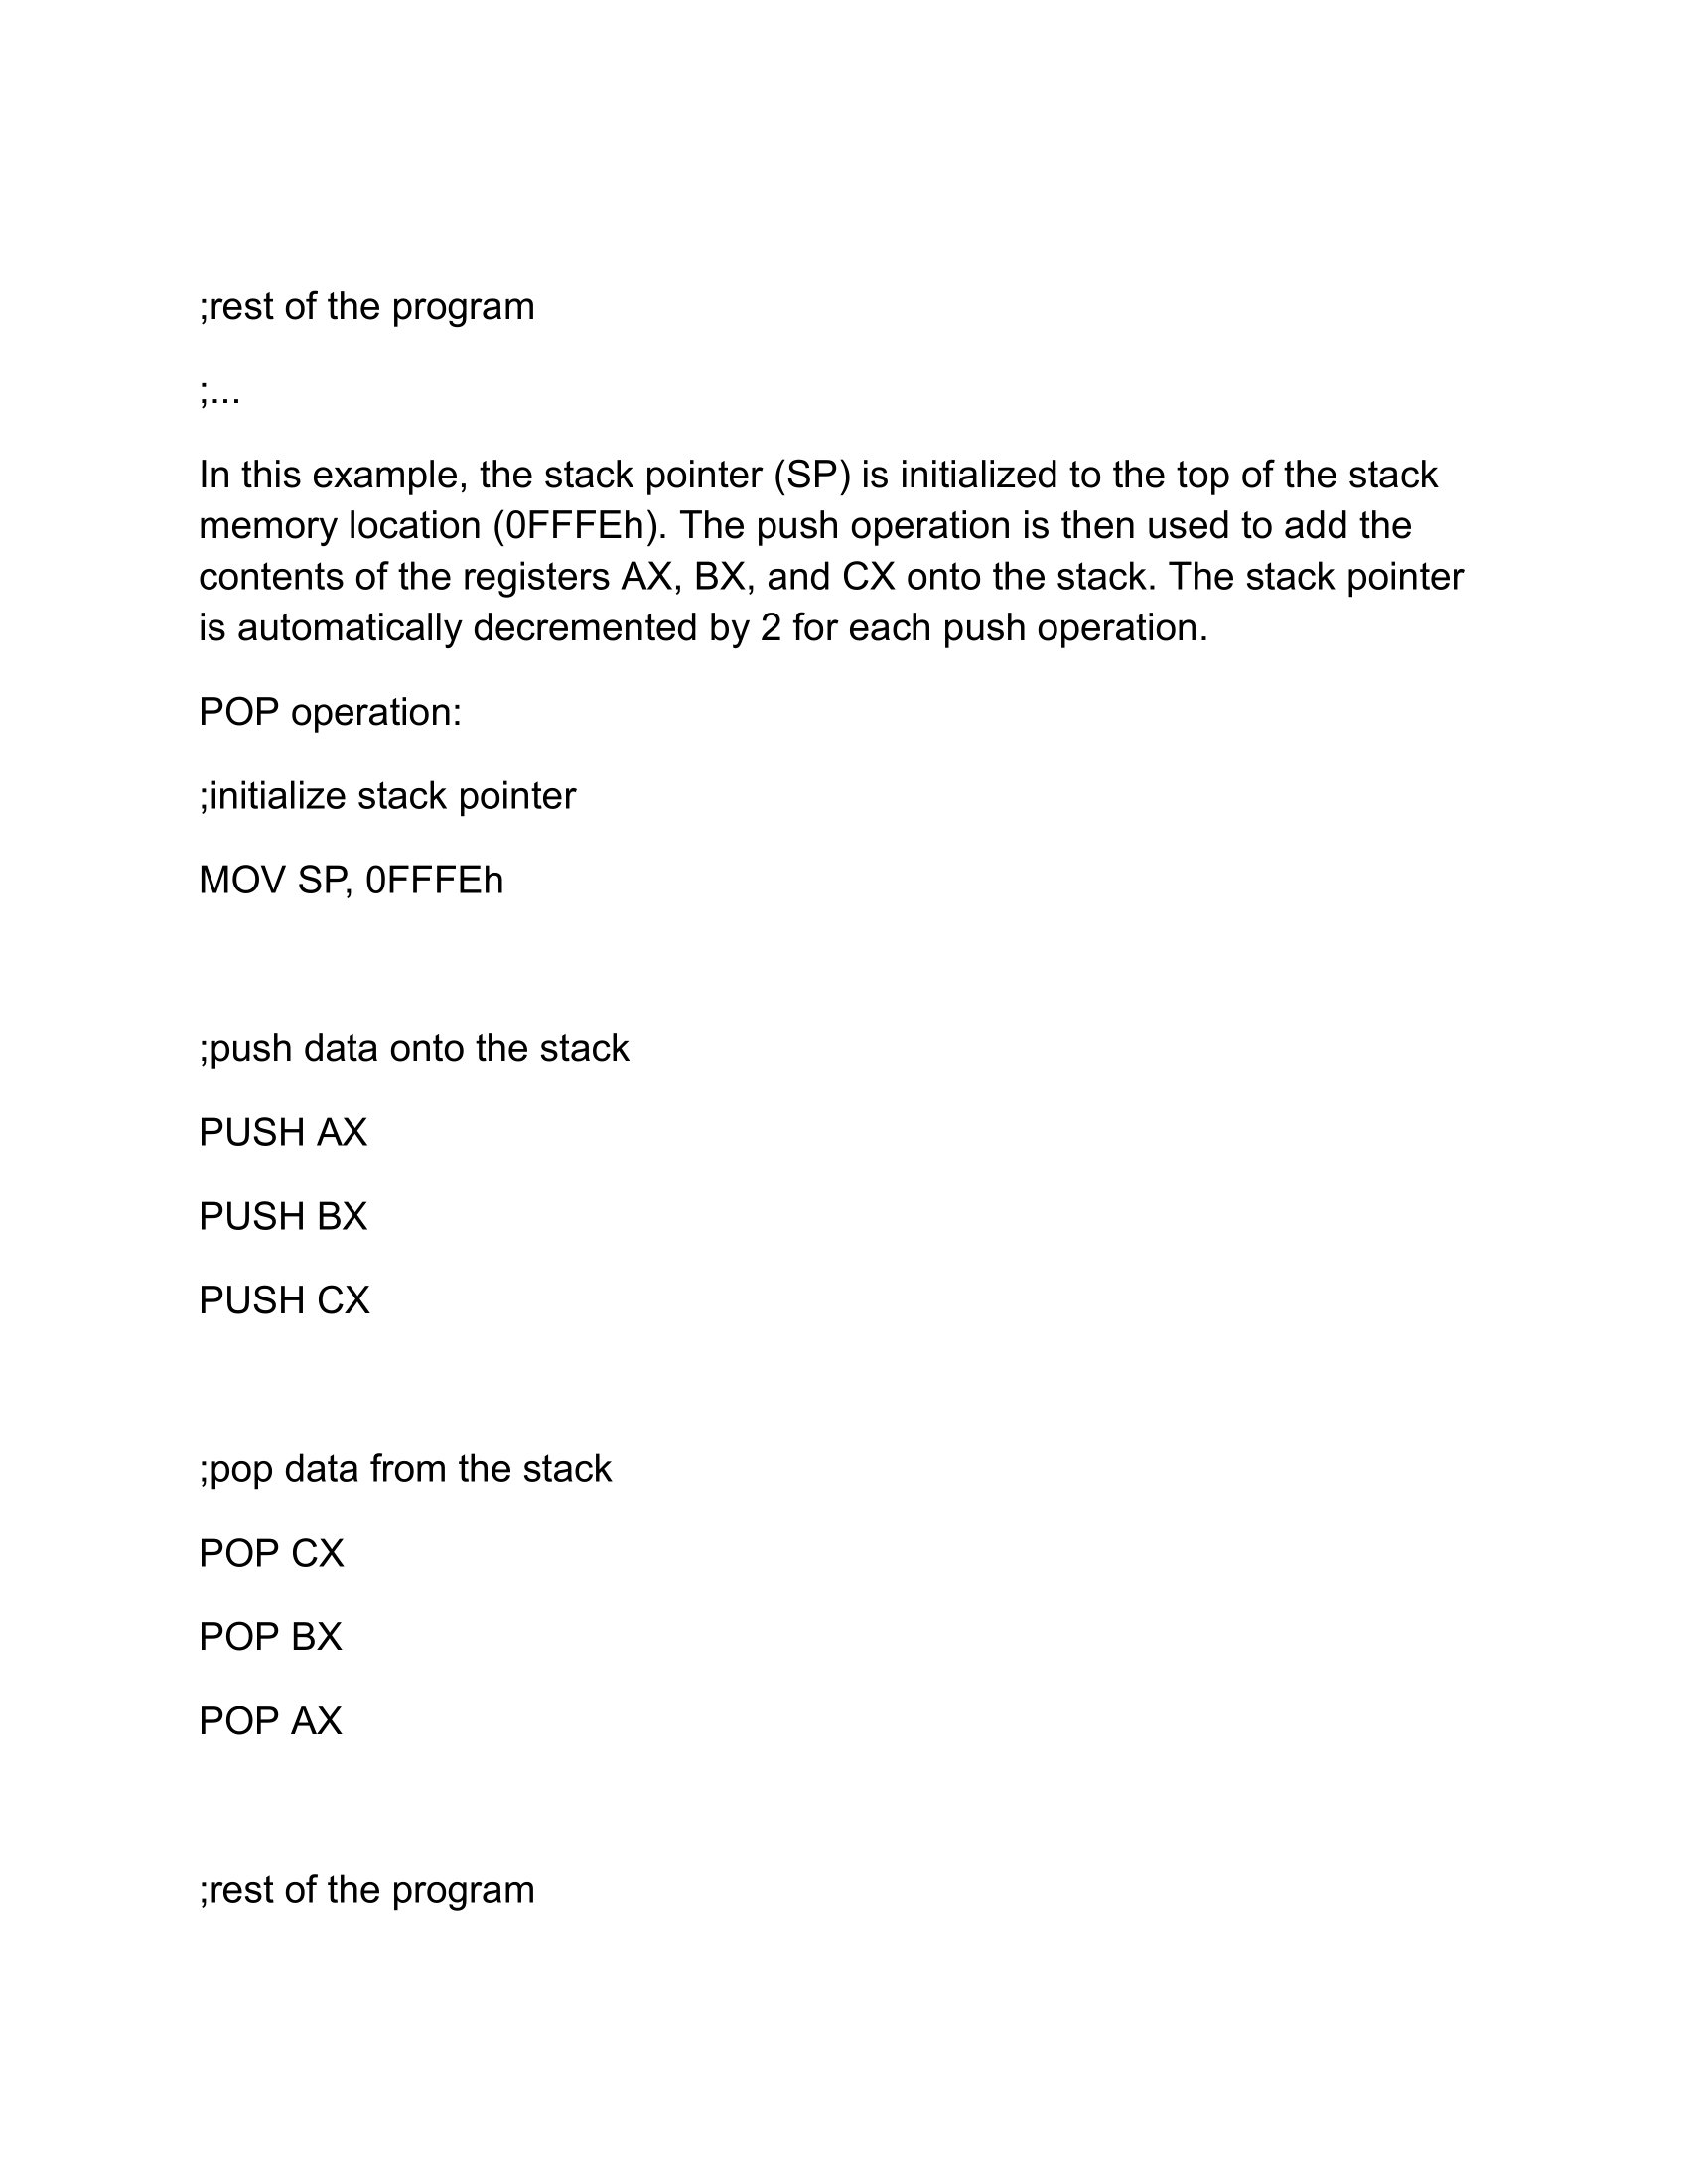 ;rest of the program
;...
In this example, the stack pointer (SP) is initialized to the top of the stack
memory location (0FFFEh). The push operation is then used to add the
contents of the registers AX, BX, and CX onto the stack. The stack pointer
is automatically decremented by 2 for each push operation.
POP operation:
;initialize stack pointer
MOV SP, 0FFFEh
;push data onto the stack
PUSH AX
PUSH BX
PUSH CX
;pop data from the stack
POP CX
POP BX
POP AX
;rest of the program